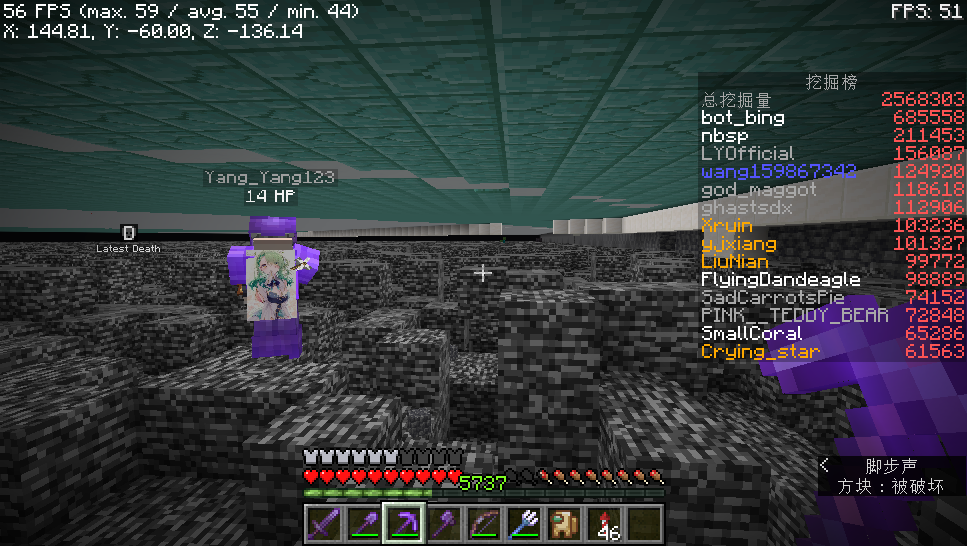 56 FPS (max. 59 / avg. 55 / min. 44)
X: 144.81, Y: -60.00, Z: -136.14
FPS: 51
挖掘榜
总挖掘量 2568303
bot_bing 685558
nbsp 211453
LYOfficial 156087
wang159867342 124920
god_maggot 118618
ghastsdx 112906
Xruin 103236
yjxiang 101327
LiuNian 99772
FlyingDandeagle 98889
SadCarrotsPie 74152
PINK__TEDDY_BEAR 72848
SmallCoral 65286
Crying_star 61563
Yang_Yang123
14 HP
D
Latest Death
< 脚步声
方块：被破坏
5737
46